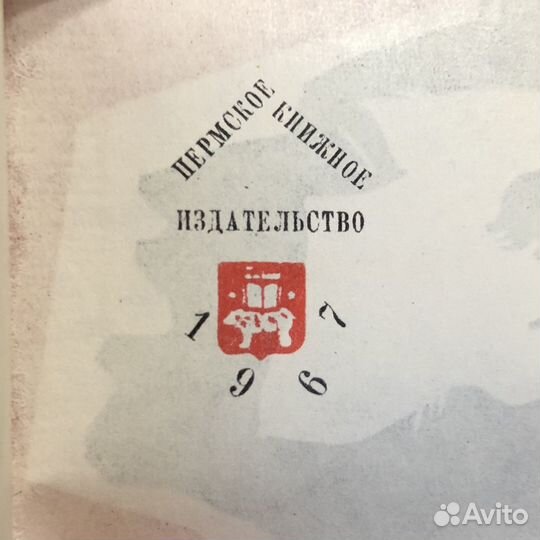 ПЕРМСКОЕ
КНИЖНОЕ
ИЗДАТЕЛЬСТВО
1967
Avito